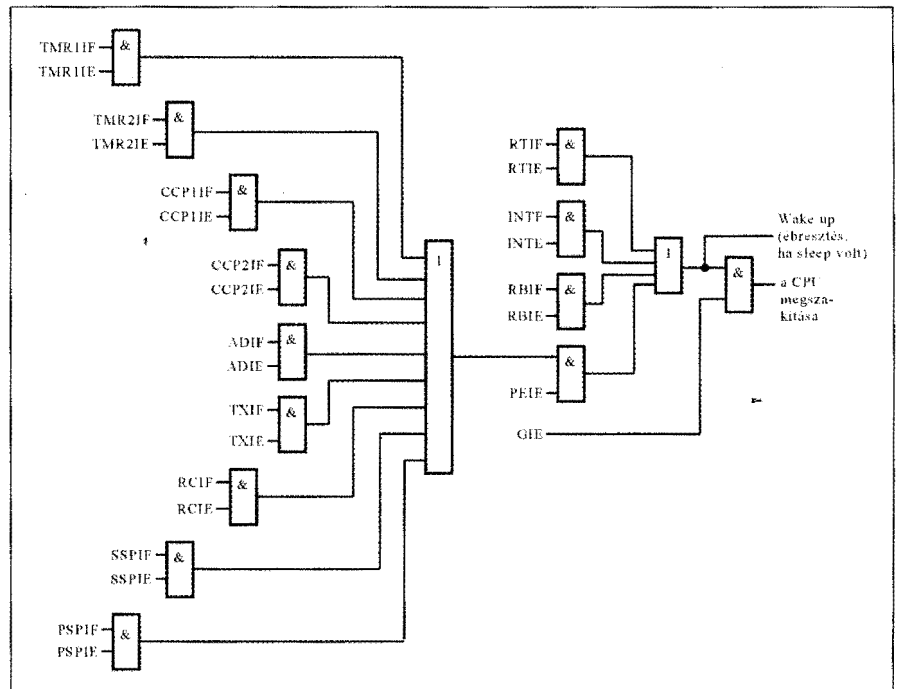 TMR1IF
&
TMR1IE
TMR2IF
&
TMR2IE
CCP1IF
&
CCP1IE
CCP2IF
&
CCP2IE
ADIF
&
ADIE
TXIF
&
TXIE
RCIF
&
RCIE
SSPIF
&
SSPIE
PSPIF
&
PSPIE
1
RTIF
&
RTIE
INTF
&
INTE
RBIF
&
RBIE
&
PEIE
GIE
1
&
Wake up
(ébresztés,
ha sleep volt)
a CPU
megsza-
kítása